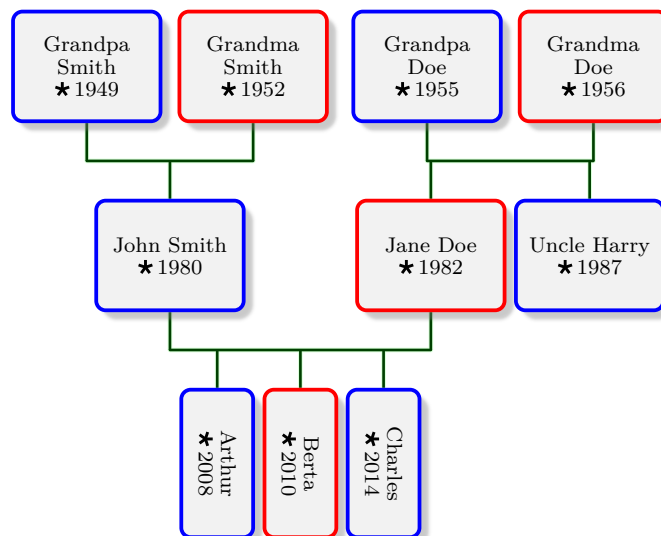 Grandpa
Smith
★ 1949
Grandma
Smith
★ 1952
Grandpa
Doe
★ 1955
Grandma
Doe
★ 1956
John Smith
★ 1980
Jane Doe
★ 1982
Uncle Harry
★ 1987
Arthur
★ 2008
Berta
★ 2010
Charles
★ 2014